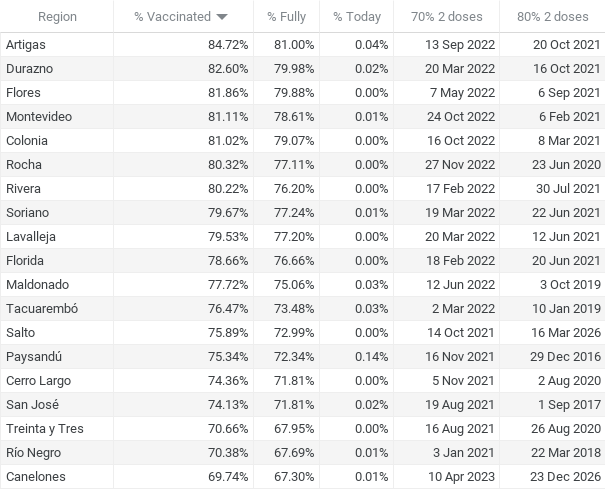 Region % Vaccinated % Fully % Today 70% 2 doses 80% 2 doses
Artigas 84.72% 81.00% 0.04% 13 Sep 2022 20 Oct 2021
Durazno 82.60% 79.98% 0.02% 20 Mar 2022 16 Oct 2021
Flores 81.86% 79.88% 0.00% 7 May 2022 6 Sep 2021
Montevideo 81.11% 78.61% 0.01% 24 Oct 2022 6 Feb 2021
Colonia 81.02% 79.07% 0.00% 16 Oct 2022 8 Mar 2021
Rocha 80.32% 77.11% 0.00% 27 Nov 2022 23 Jun 2020
Rivera 80.22% 76.20% 0.00% 17 Feb 2022 30 Jul 2021
Soriano 79.67% 77.24% 0.01% 19 Mar 2022 22 Jun 2021
Lavalleja 79.53% 77.20% 0.00% 20 Mar 2022 12 Jun 2021
Florida 78.66% 76.66% 0.00% 18 Feb 2022 20 Jun 2021
Maldonado 77.72% 75.06% 0.03% 12 Jun 2022 3 Oct 2019
Tacuarembó 76.47% 73.48% 0.03% 2 Mar 2022 10 Jan 2019
Salto 75.89% 72.99% 0.00% 14 Oct 2021 16 Mar 2026
Paysandú 75.34% 72.34% 0.14% 16 Nov 2021 29 Dec 2016
Cerro Largo 74.36% 71.81% 0.00% 5 Nov 2021 2 Aug 2020
San José 74.13% 71.81% 0.02% 19 Aug 2021 1 Sep 2017
Treinta y Tres 70.66% 67.95% 0.00% 16 Aug 2021 26 Aug 2020
Río Negro 70.38% 67.69% 0.01% 3 Jan 2021 22 Mar 2018
Canelones 69.74% 67.30% 0.01% 10 Apr 2023 23 Dec 2026